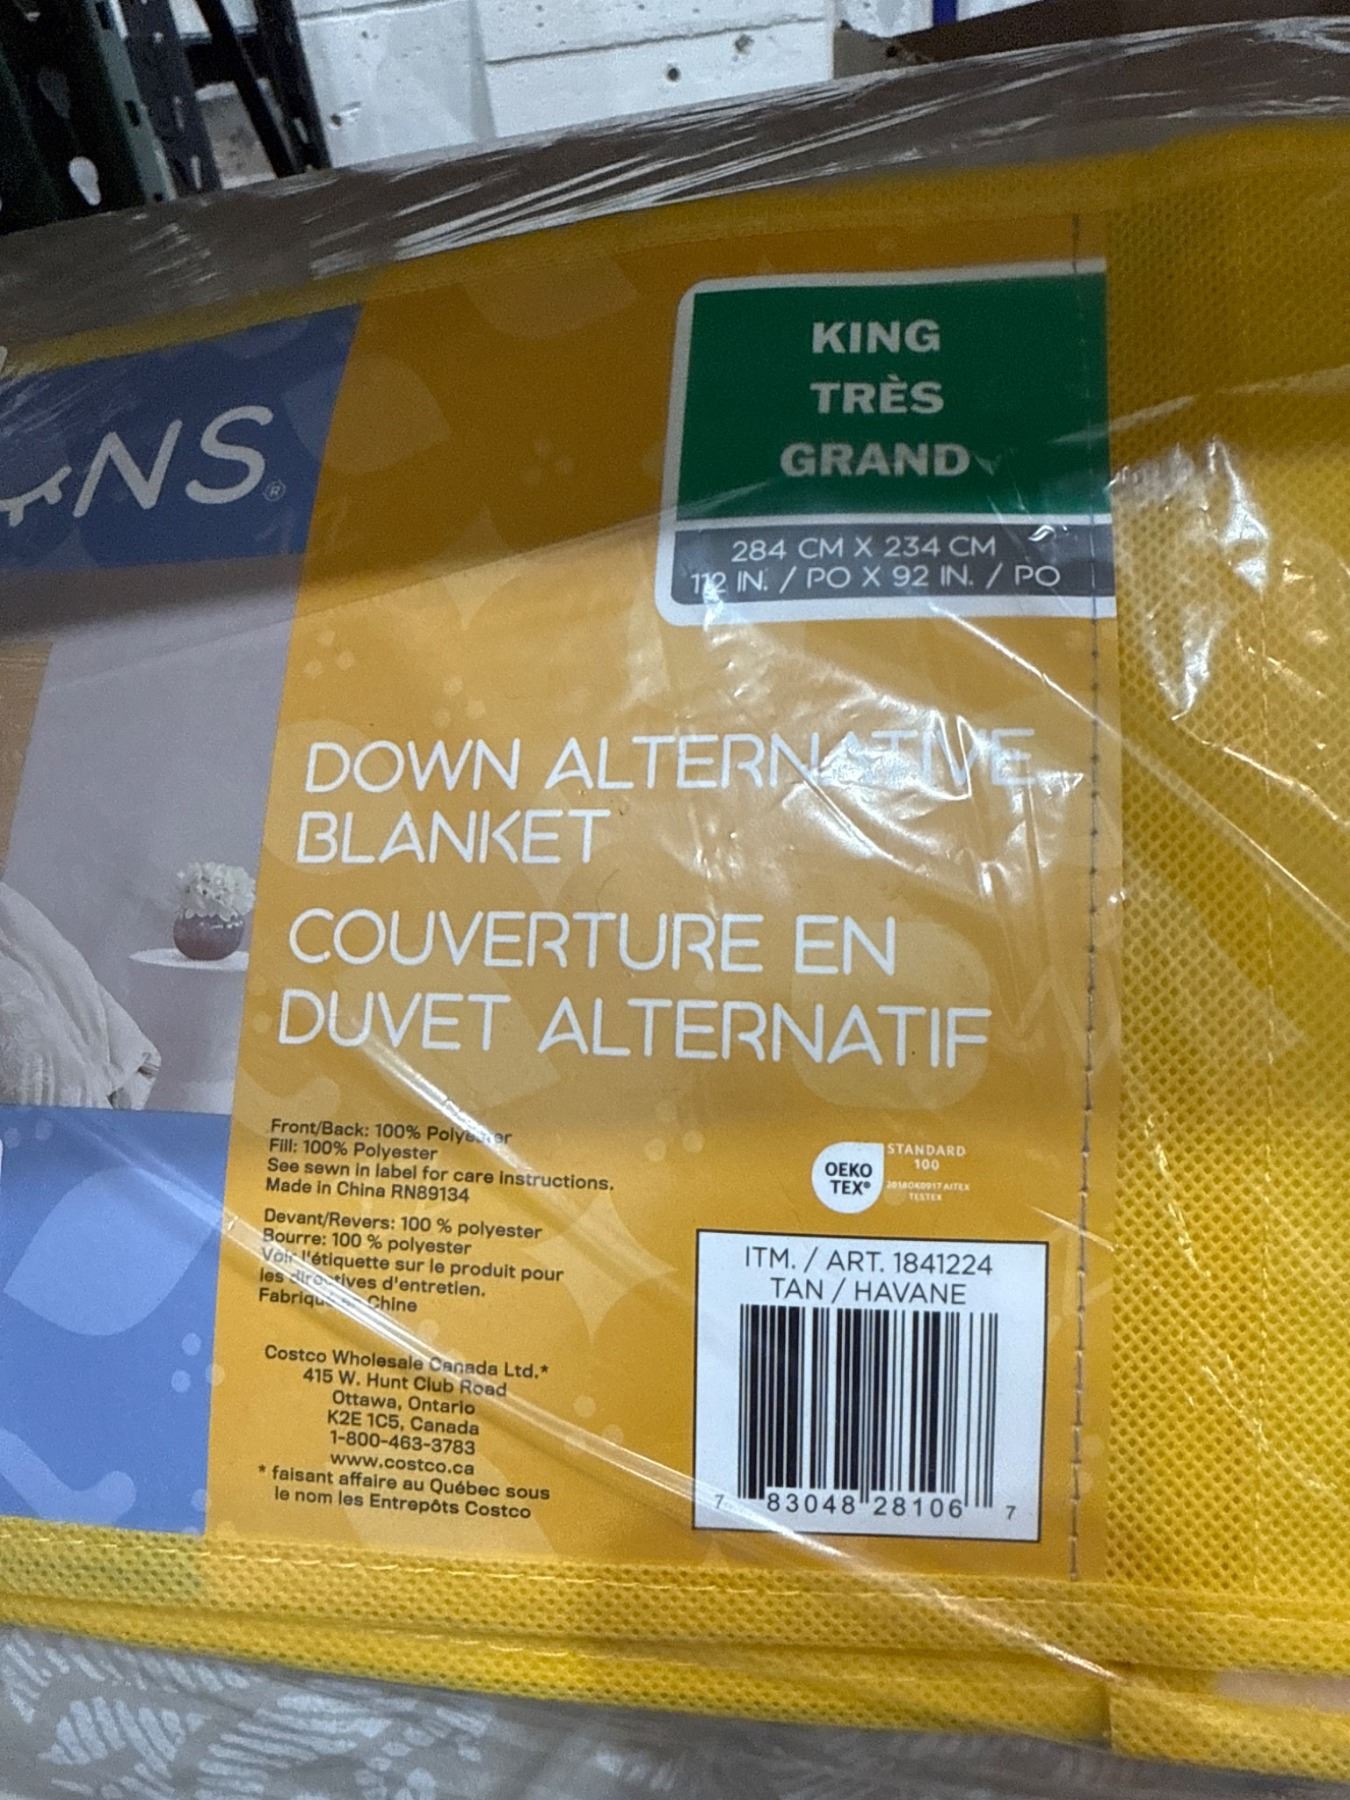 NS®
KING
TRÈS
GRAND
284 CM X 234 CM
112 IN. / PO X 92 IN. / PO
DOWN ALTERNATIVE
BLANKET
COUVERTURE EN
DUVET ALTERNATIF
Front/Back: 100% Polyester
Fill: 100% Polyester
See sewn in label for care instructions.
Made in China RN89134
Devant/Revers: 100 % polyester
Bourre: 100 % polyester
Voir l'étiquette sur le produit pour
les directives d'entretien.
Fabriqué en Chine
Costco Wholesale Canada Ltd.*
415 W. Hunt Club Road
Ottawa, Ontario
K2E 1C5, Canada
1-800-463-3783
www.costco.ca
* faisant affaire au Québec sous
le nom les Entrepôts Costco
OEKO
TEX®
STANDARD
100
2018OK0917 AITEX
TESTEX
ITM. / ART. 1841224
TAN / HAVANE
7 83048 28106 7